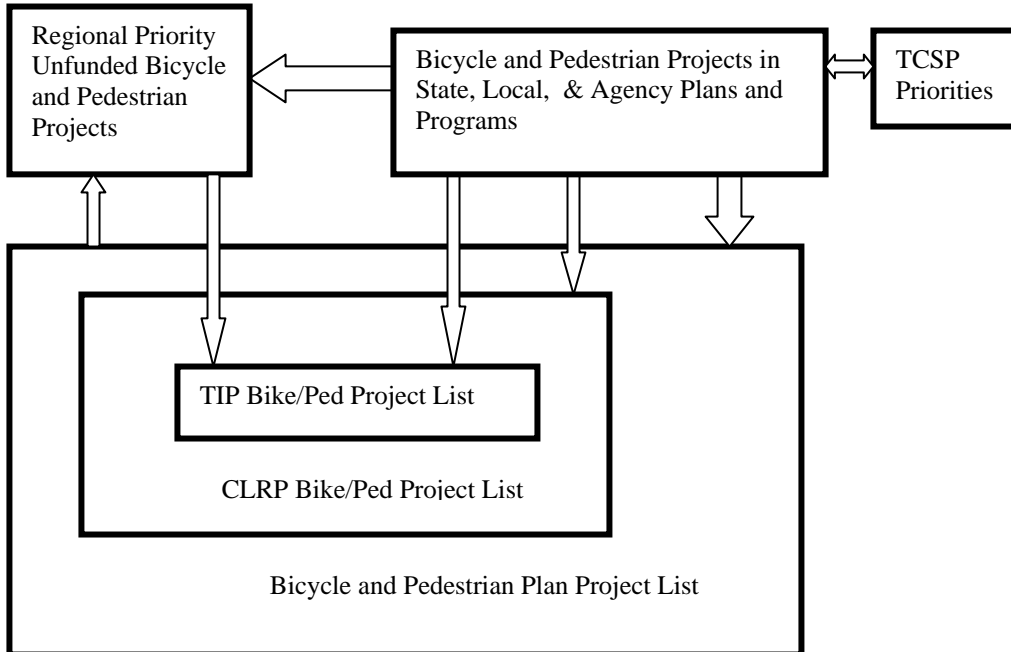 Regional Priority
Unfunded Bicycle
and Pedestrian
Projects
Bicycle and Pedestrian Projects in
State, Local, & Agency Plans and
Programs
TCSP
Priorities
TIP Bike/Ped Project List
CLRP Bike/Ped Project List
Bicycle and Pedestrian Plan Project List